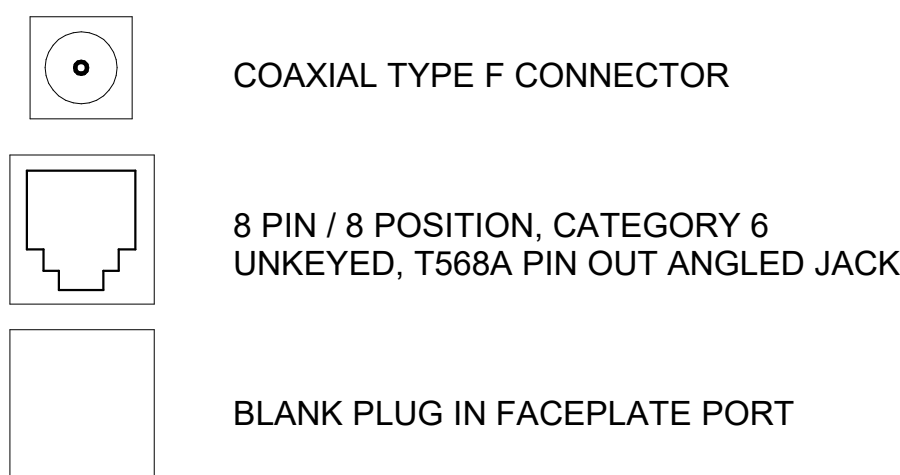 COAXIAL TYPE F CONNECTOR
8 PIN / 8 POSITION, CATEGORY 6
UNKEYED, T568A PIN OUT ANGLED JACK
BLANK PLUG IN FACEPLATE PORT